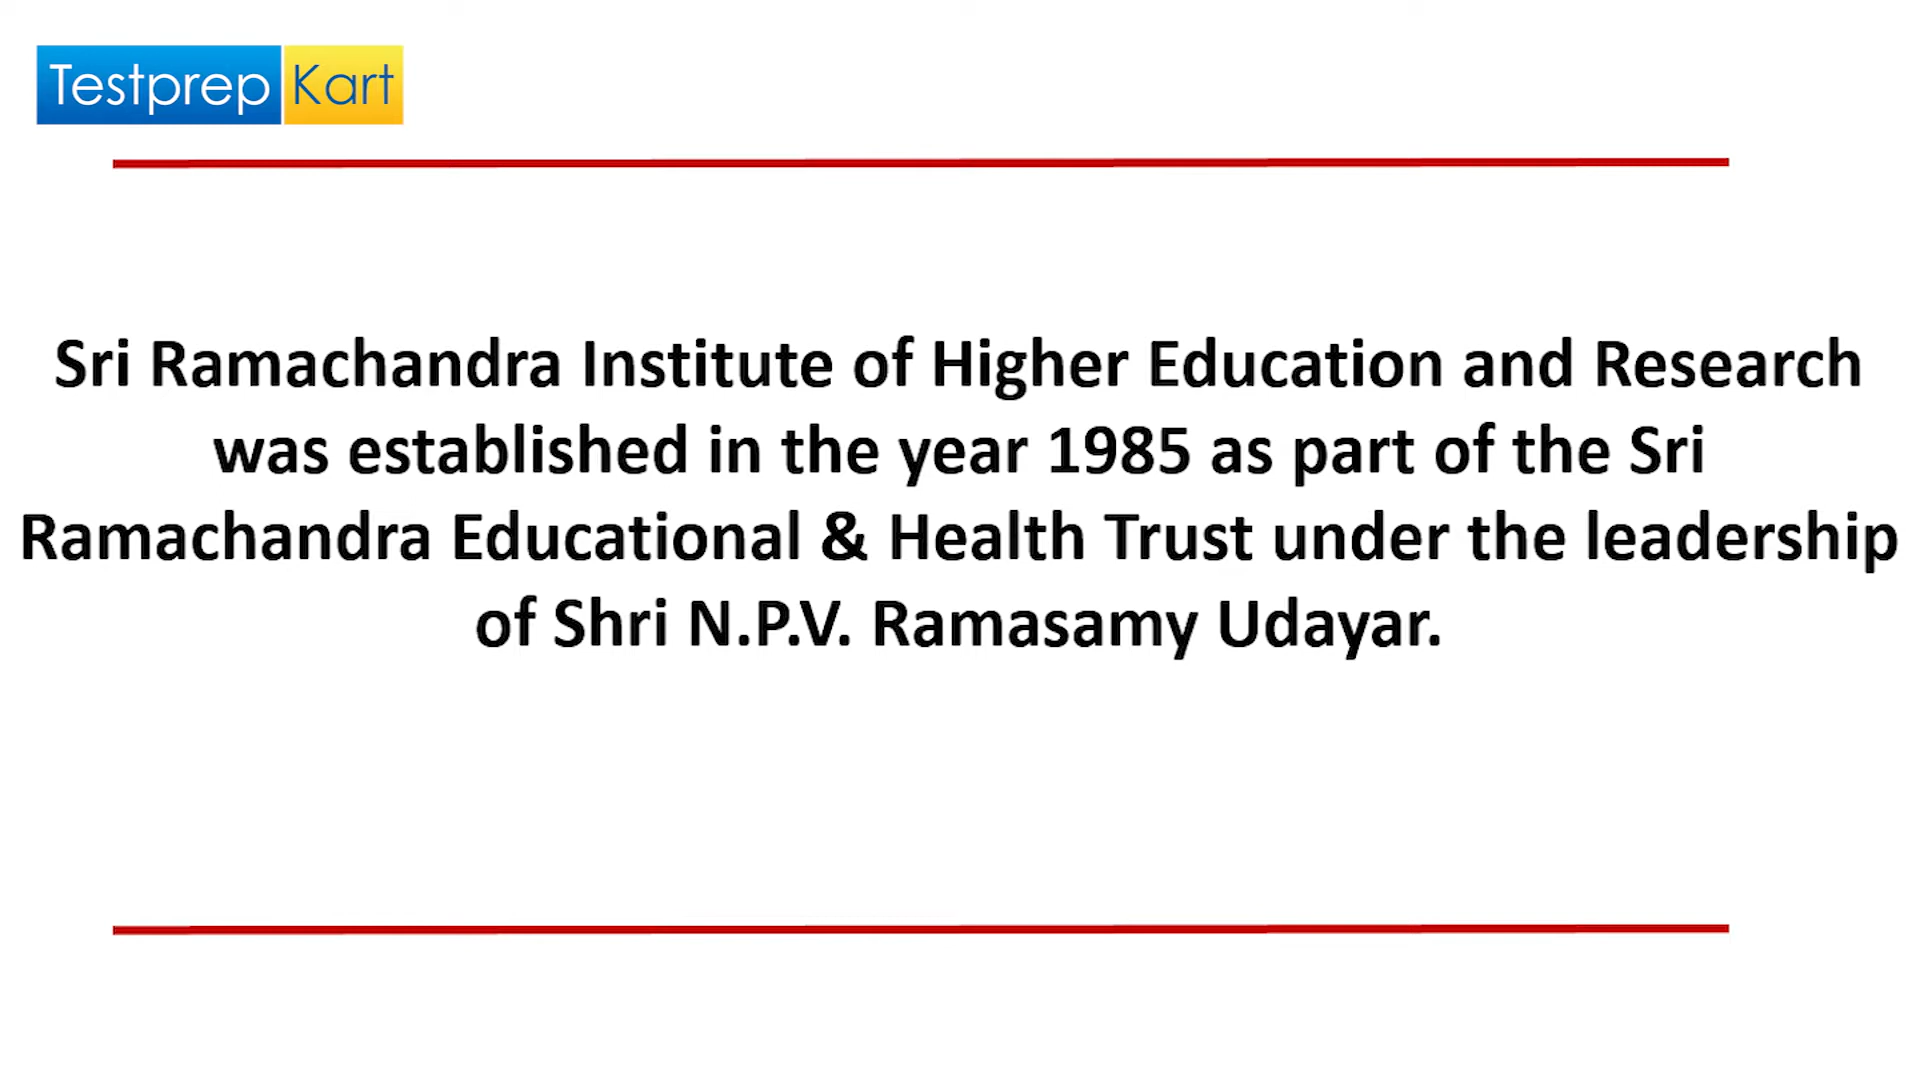 Testprep Kart
Sri Ramachandra Institute of Higher Education and Research
was established in the year 1985 as part of the Sri
Ramachandra Educational & Health Trust under the leadership
of Shri N.P.V. Ramasamy Udayar.